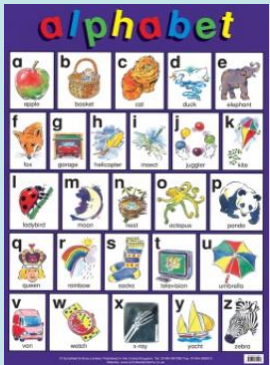 alphabet
a b c d e
apple basket cat duck elephant
f g h i j k
fox garage helicopter insect juggler kite
l m n o p
ladybird moon nest octopus panda
q r s t u
queen rainbow socks umbrella
v w x y z
van watch x-ray yacht zebra